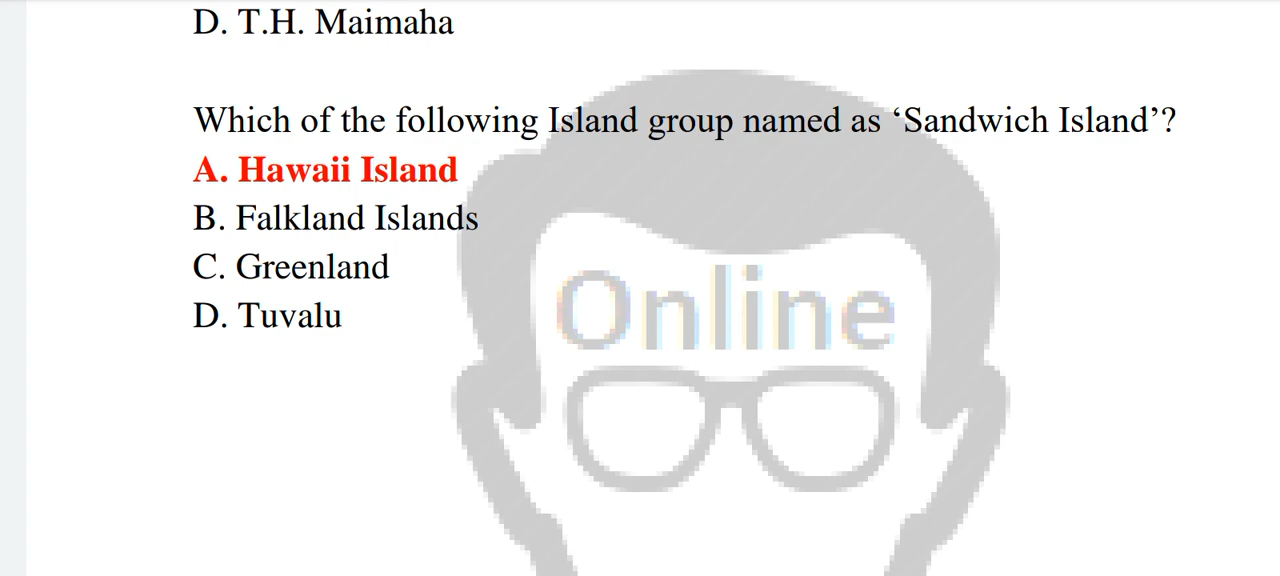 D. T.H. Maimaha
Which of the following Island group named as ‘Sandwich Island’?
A. Hawaii Island
B. Falkland Islands
C. Greenland
D. Tuvalu
Online